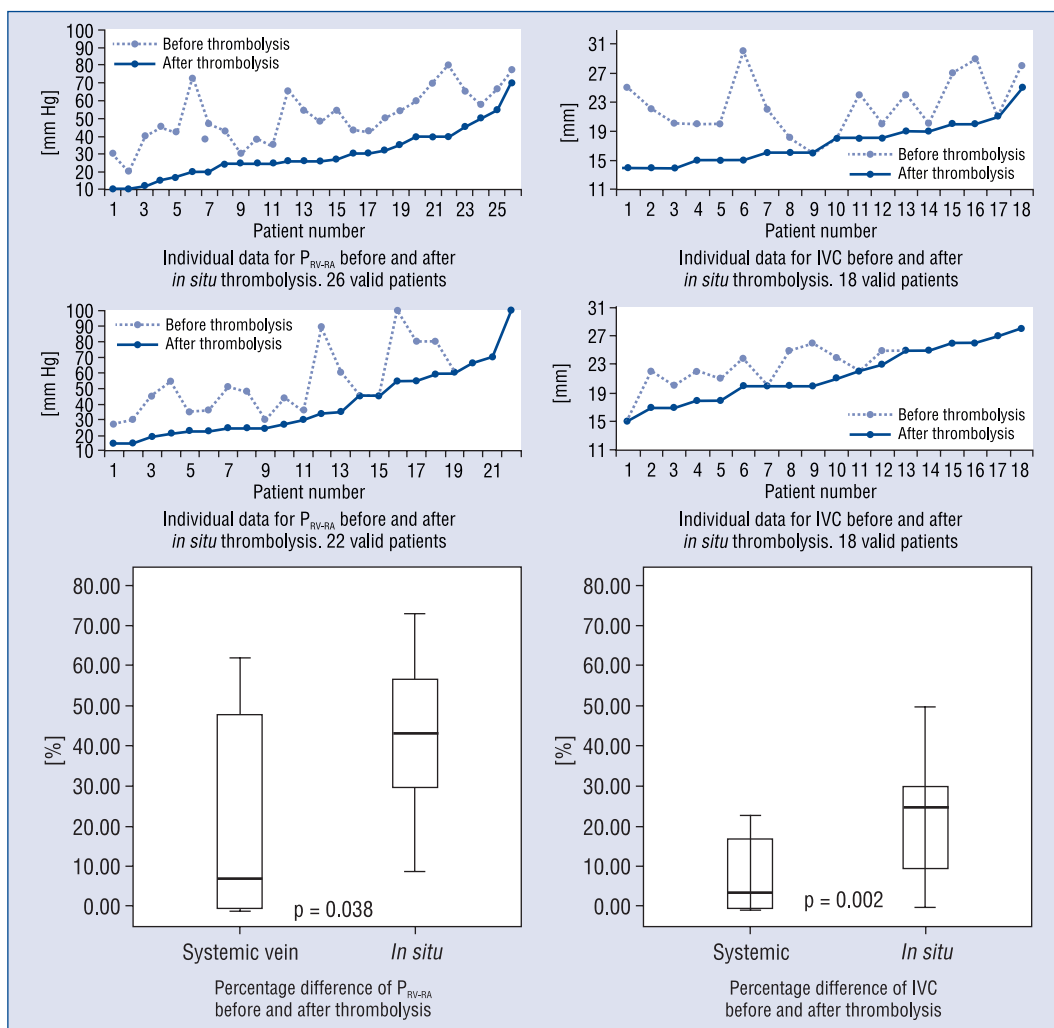 100
90
80
70
60
50
40
30
20
10
[mm Hg]
Before thrombolysis
After thrombolysis
1 3 5 7 9 11 13 15 17 19 21 23 25
Patient number
Individual data for P_RV-RA before and after
in situ thrombolysis. 26 valid patients
31
27
23
19
15
11
[mm]
Before thrombolysis
After thrombolysis
1 2 3 4 5 6 7 8 9 10 11 12 13 14 15 16 17 18
Patient number
Individual data for IVC before and after
in situ thrombolysis. 18 valid patients
100
90
80
70
60
50
40
30
20
10
[mm Hg]
Before thrombolysis
After thrombolysis
1 3 5 7 9 11 13 15 17 19 21
Patient number
Individual data for P_RV-RA before and after
in situ thrombolysis. 22 valid patients
31
27
23
19
15
11
[mm]
Before thrombolysis
After thrombolysis
1 2 3 4 5 6 7 8 9 10 11 12 13 14 15 16 17 18
Patient number
Individual data for IVC before and after
in situ thrombolysis. 18 valid patients
80.00
70.00
60.00
50.00
40.00
30.00
20.00
10.00
0.00
[%]
p = 0.038
Systemic vein In situ
Percentage difference of P_RV-RA
before and after thrombolysis
80.00
70.00
60.00
50.00
40.00
30.00
20.00
10.00
0.00
[%]
p = 0.002
Systemic In situ
Percentage difference of IVC
before and after thrombolysis